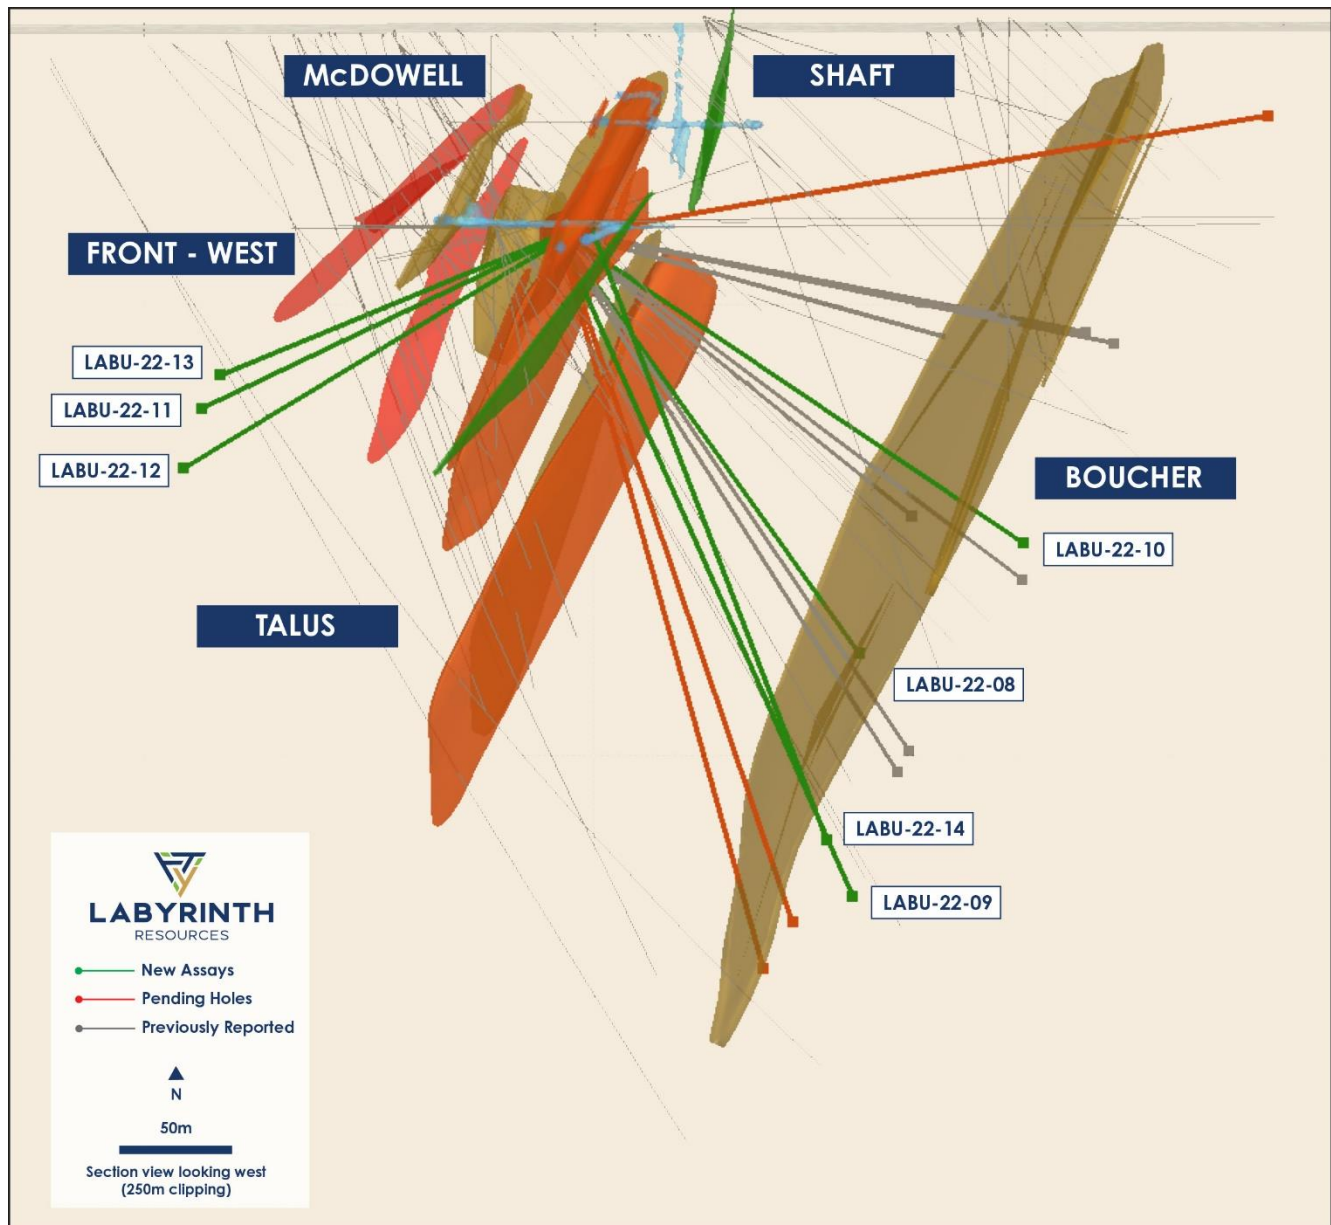 McDOWELL
SHAFT
FRONT - WEST
LABU-22-13
LABU-22-11
LABU-22-12
BOUCHER
LABU-22-10
TALUS
LABU-22-08
LABU-22-14
LABU-22-09
LABYRINTH
RESOURCES
New Assays
Pending Holes
Previously Reported
N
50m
Section view looking west
(250m clipping)